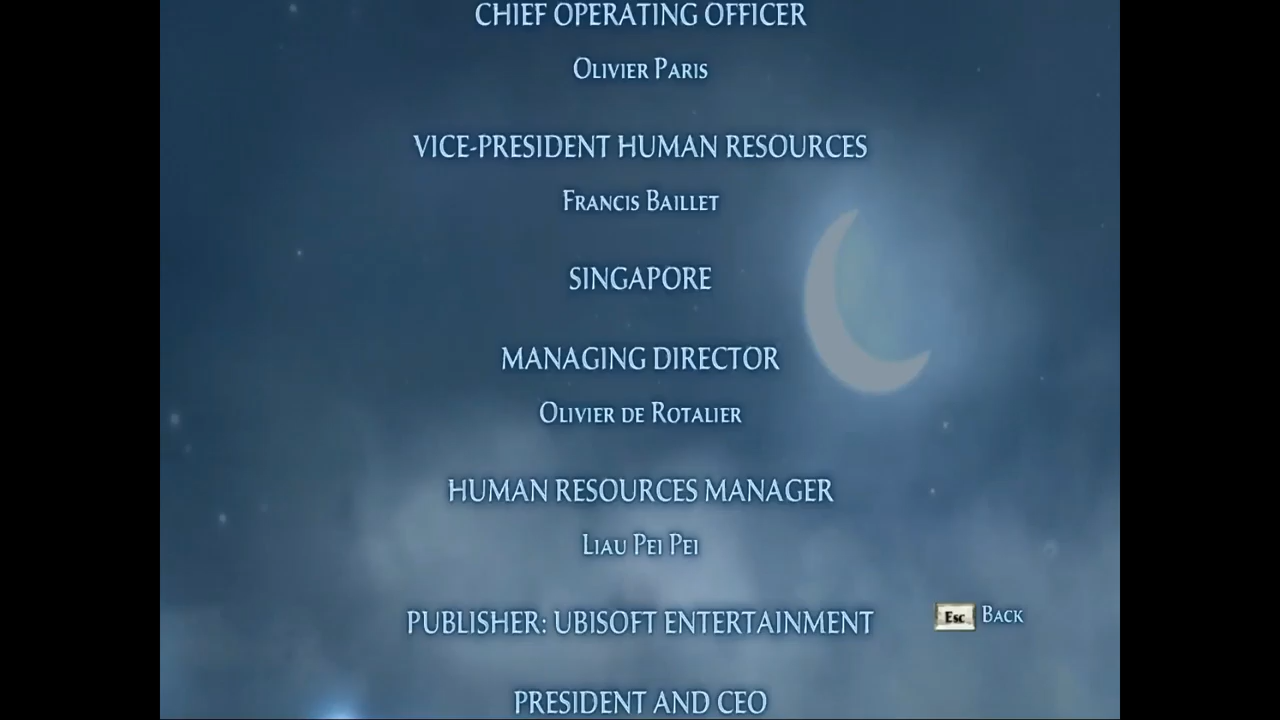 CHIEF OPERATING OFFICER
OLIVIER PARIS
VICE-PRESIDENT HUMAN RESOURCES
FRANCIS BAILLET
SINGAPORE
MANAGING DIRECTOR
OLIVIER DE ROTALIER
HUMAN RESOURCES MANAGER
LIAU PEI PEI
PUBLISHER: UBISOFT ENTERTAINMENT
Esc BACK
PRESIDENT AND CEO